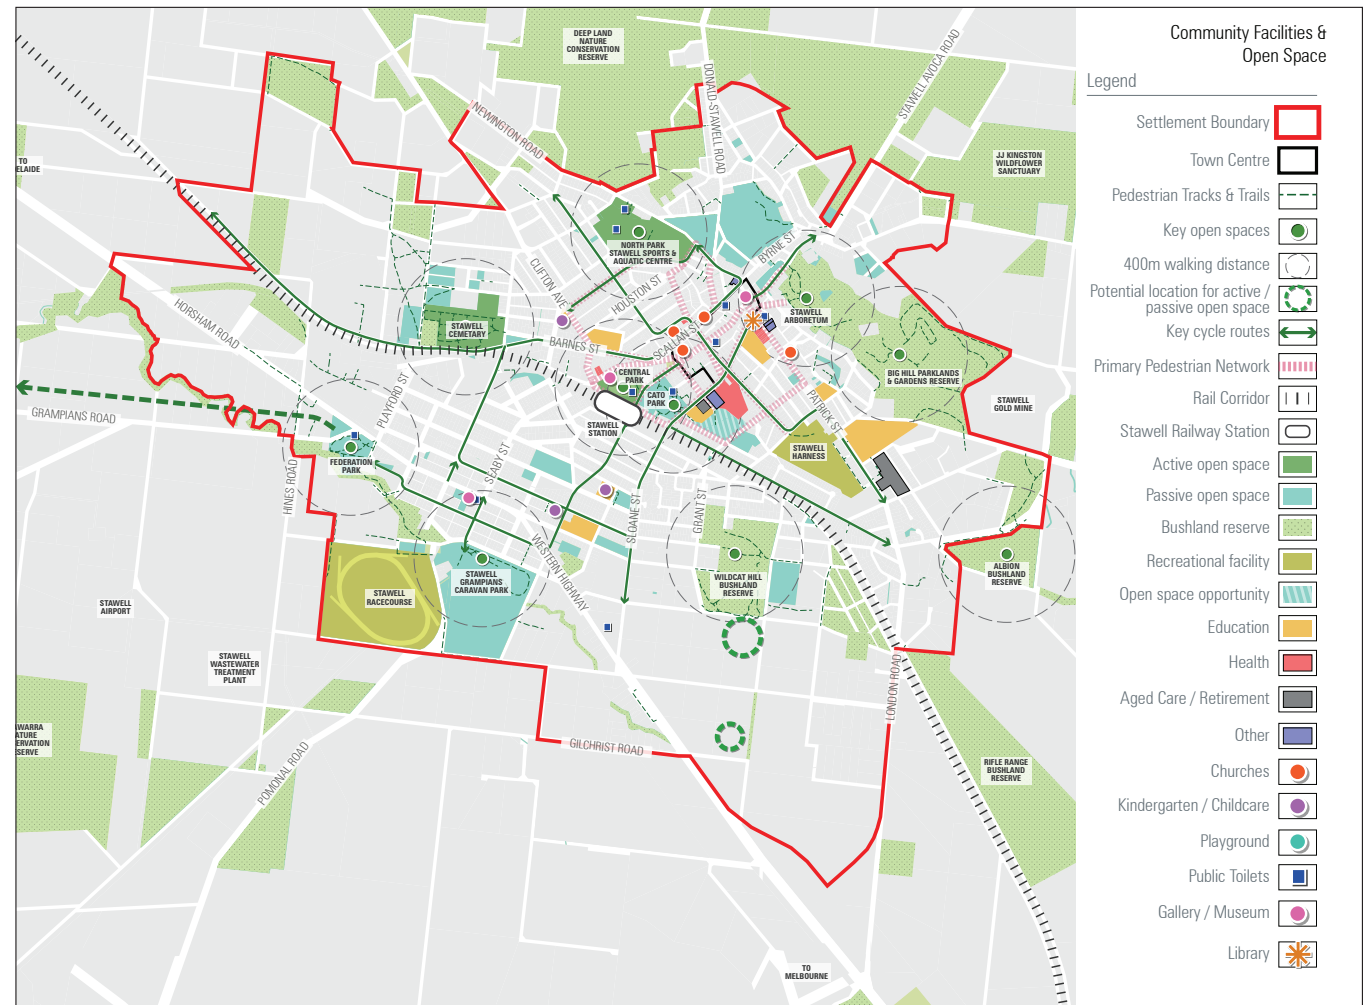 DEEP LAND
NATURE
CONSERVATION
RESERVE
DONALD-STAWELL ROAD
STAWELL AVOCA ROAD
NEWINGTON ROAD
TO
ELAIDE
JJ KINGSTON
WILDFLOWER
SANCTUARY
NORTH PARK
STAWELL SPORTS &
AQUATIC CENTRE
BYRNE ST
CLIFTON AVE
HOUSTON ST
STAWELL
ARBORETUM
HORSHAM ROAD
STAWELL
CEMETARY
BARNES ST
SCALLAN ST
CENTRAL
PARK
CATO
PARK
BIG HILL PARKLANDS
& GARDENS RESERVE
STAWELL
GOLD MINE
PLAYFORD ST
PATRICK ST
GRAMPIANS ROAD
STAWELL
STATION
STAWELL
HARNESS
FEDERATION
PARK
HINES ROAD
SEABY ST
SLOANE ST
GRANT ST
WESTERN HIGHWAY
STAWELL
GRAMPIANS
CARAVAN PARK
WILDCAT HILL
BUSHLAND
RESERVE
ALBION
BUSHLAND
RESERVE
STAWELL
RACECOURSE
STAWELL
AIRPORT
STAWELL
WASTEWATER
TREATMENT
PLANT
LONDON ROAD
WARRA
ATURE
ERVATION
SERVE
GILCHRIST ROAD
POMONAL ROAD
RIFLE RANGE
BUSHLAND
RESERVE
TO
MELBOURNE
Community Facilities &
Open Space
Legend
Settlement Boundary
Town Centre
Pedestrian Tracks & Trails
Key open spaces
400m walking distance
Potential location for active /
passive open space
Key cycle routes
Primary Pedestrian Network
Rail Corridor
Stawell Railway Station
Active open space
Passive open space
Bushland reserve
Recreational facility
Open space opportunity
Education
Health
Aged Care / Retirement
Other
Churches
Kindergarten / Childcare
Playground
Public Toilets
Gallery / Museum
Library